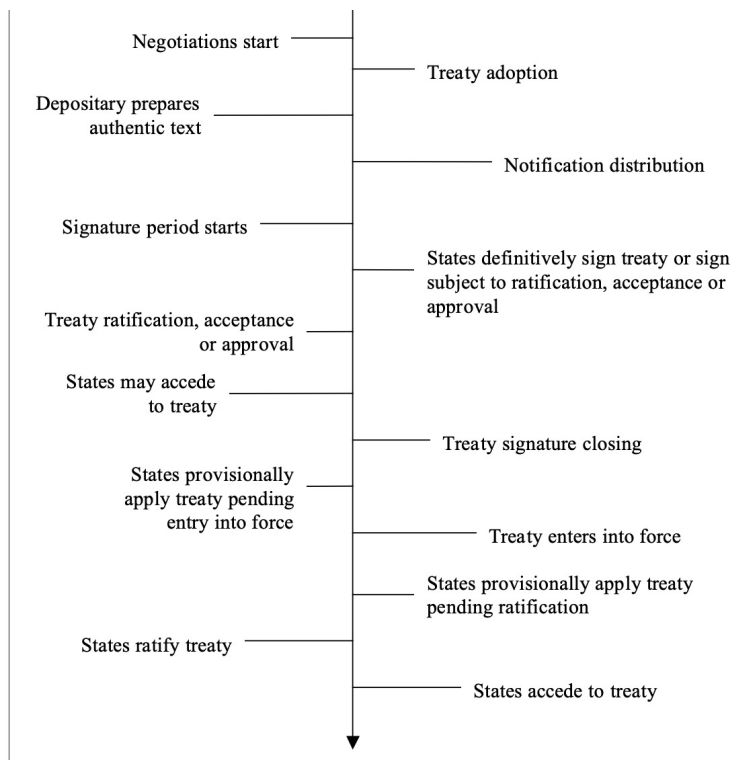 Negotiations start
Treaty adoption
Depositary prepares
authentic text
Notification distribution
Signature period starts
States definitively sign treaty or sign
subject to ratification, acceptance or
approval
Treaty ratification, acceptance
or approval
States may accede
to treaty
Treaty signature closing
States provisionally
apply treaty pending
entry into force
Treaty enters into force
States provisionally apply treaty
pending ratification
States ratify treaty
States accede to treaty